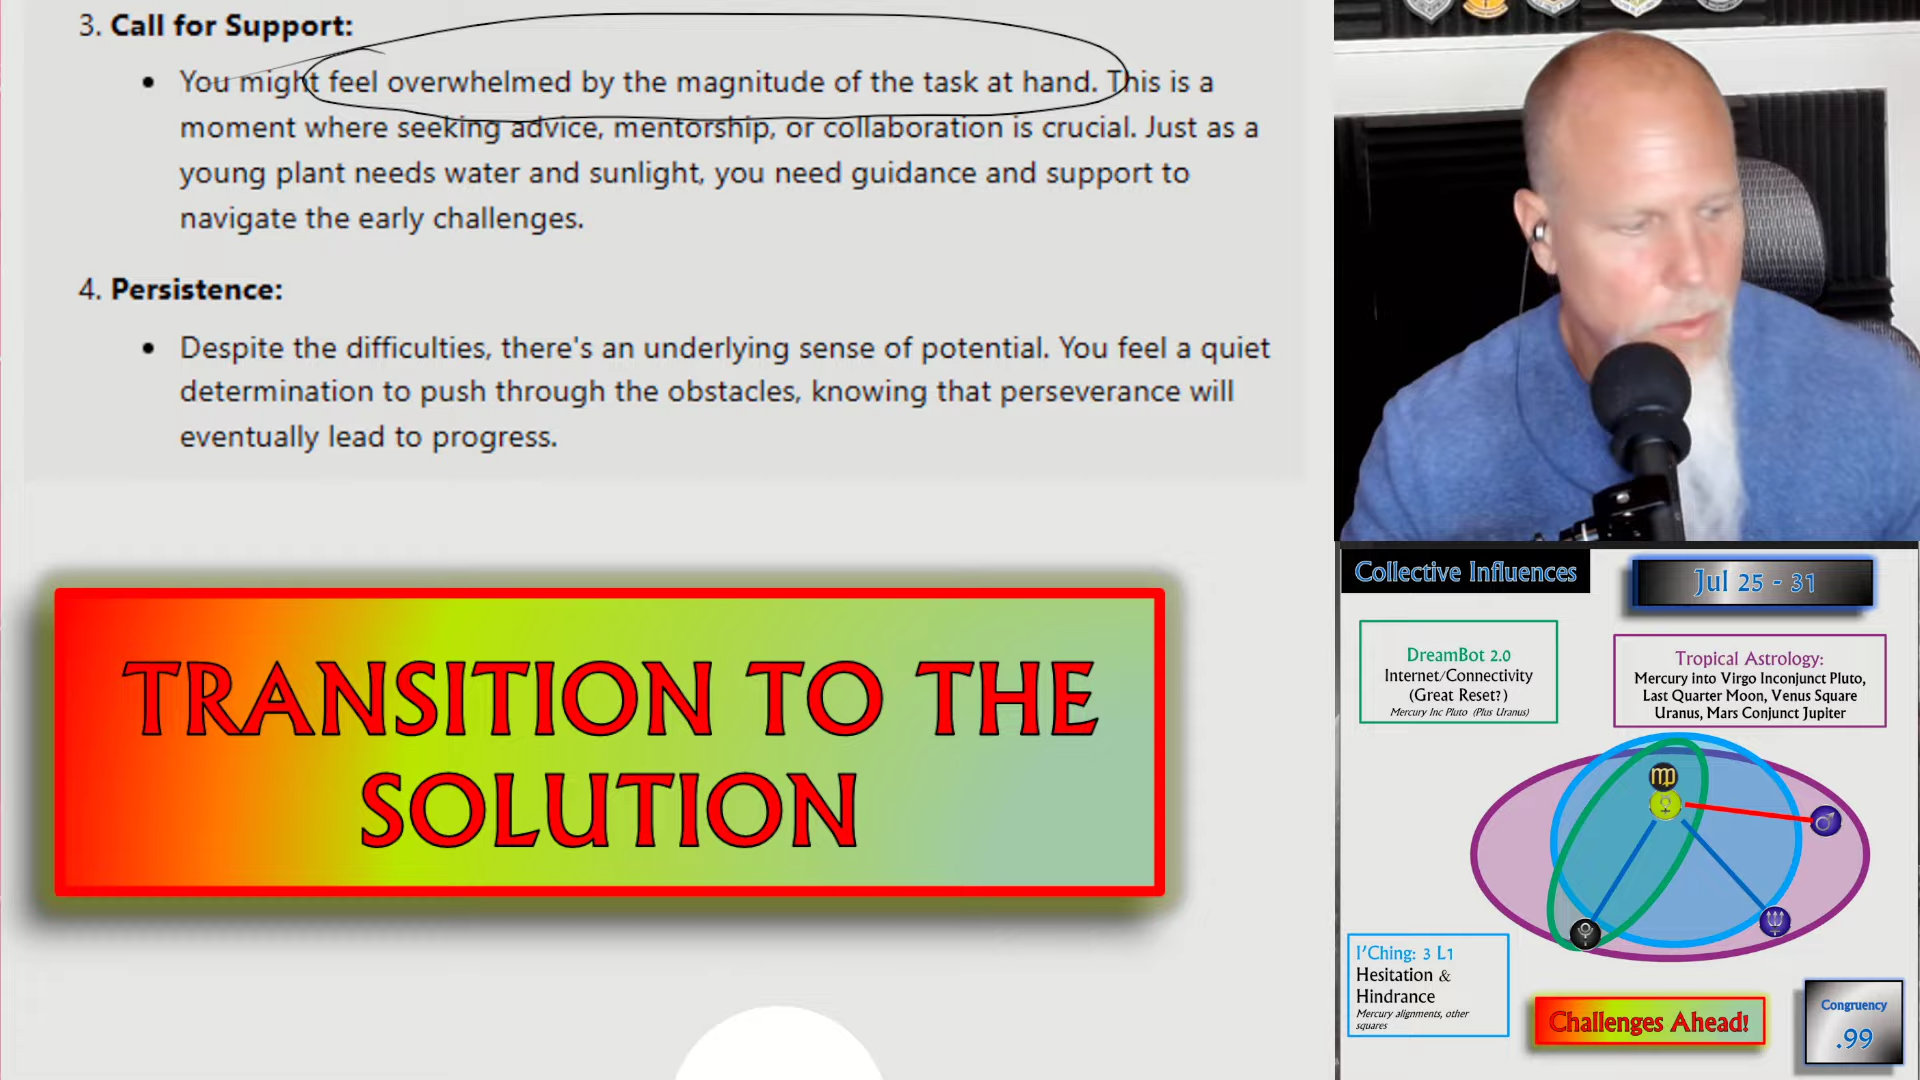 3. Call for Support:
• You might feel overwhelmed by the magnitude of the task at hand. This is a
moment where seeking advice, mentorship, or collaboration is crucial. Just as a
young plant needs water and sunlight, you need guidance and support to
navigate the early challenges.
4. Persistence:
• Despite the difficulties, there's an underlying sense of potential. You feel a quiet
determination to push through the obstacles, knowing that perseverance will
eventually lead to progress.
TRANSITION TO THE
SOLUTION
Collective Influences
Jul 25 - 31
DreamBot 2.0
Internet/Connectivity
(Great Reset?)
Mercury Inc Pluto (Plus Uranus)
Tropical Astrology:
Mercury into Virgo Inconjunct Pluto,
Last Quarter Moon, Venus Square
Uranus, Mars Conjunct Jupiter
I'Ching: 3 L1
Hesitation &
Hindrance
Mercury alignments, other
squares
Challenges Ahead!
Congruency
.99